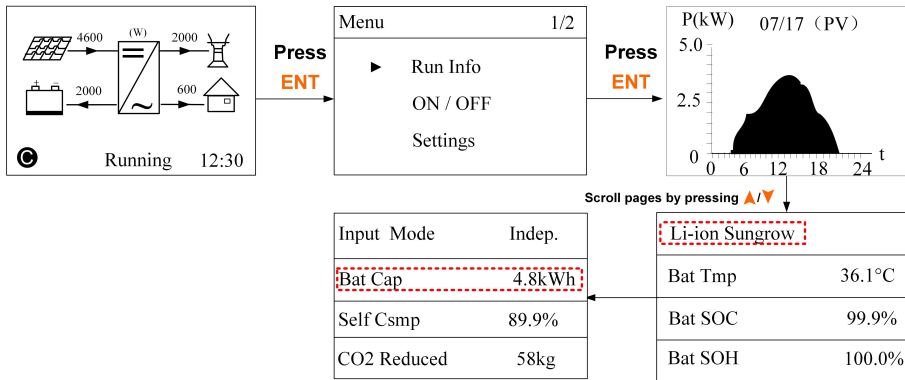 4600
(W)
2000
+ −
2000
600
C
Running 12:30
Press
ENT
Menu 1/2
Run Info
ON / OFF
Settings
Press
ENT
P(kW) 07/17（PV）
5.0
2.5
0
0 6 12 18 24 t
Scroll pages by pressing /
Li-ion Sungrow
Bat Tmp 36.1°C
Bat SOC 99.9%
Bat SOH 100.0%
Input Mode Indep.
Bat Cap 4.8kWh
Self Csmp 89.9%
CO2 Reduced 58kg